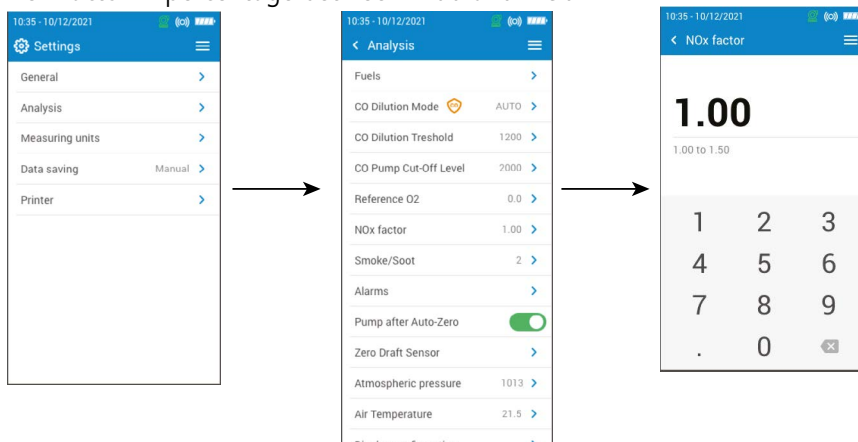 10:35 - 10/12/2021
Settings
General
Analysis
Measuring units
Data saving Manual
Printer
10:35 - 10/12/2021
Analysis
Fuels
CO Dilution Mode AUTO
CO Dilution Treshold 1200
CO Pump Cut-Off Level 2000
Reference O2 0.0
NOx factor 1.00
Smoke/Soot 2
Alarms
Pump after Auto-Zero
Zero Draft Sensor
Atmospheric pressure 1013
Air Temperature 21.5
10:35 - 10/12/2021
NOx factor
1.00
1.00 to 1.50
1 2 3
4 5 6
7 8 9
. 0